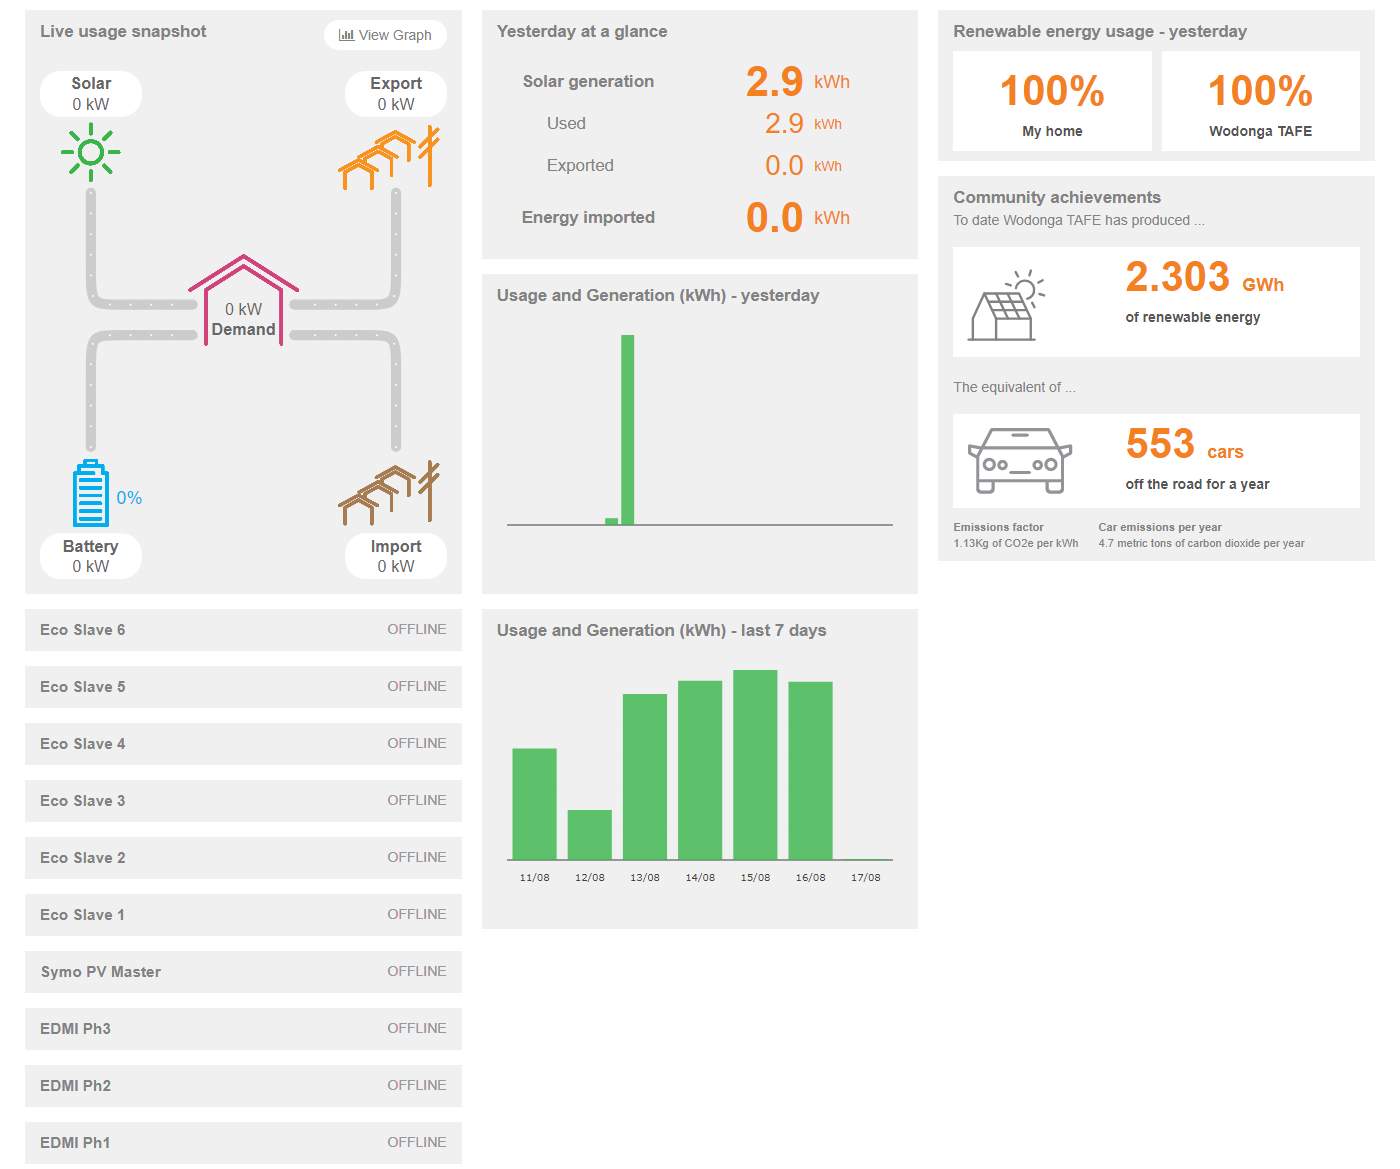 Live usage snapshot
View Graph
Solar
0 kW
Export
0 kW
0 kW
Demand
0%
Battery
0 kW
Import
0 kW
Eco Slave 6 OFFLINE
Eco Slave 5 OFFLINE
Eco Slave 4 OFFLINE
Eco Slave 3 OFFLINE
Eco Slave 2 OFFLINE
Eco Slave 1 OFFLINE
Symo PV Master OFFLINE
EDMI Ph3 OFFLINE
EDMI Ph2 OFFLINE
EDMI Ph1 OFFLINE
Yesterday at a glance
Solar generation 2.9 kWh
Used 2.9 kWh
Exported 0.0 kWh
Energy imported 0.0 kWh
Usage and Generation (kWh) - yesterday
Usage and Generation (kWh) - last 7 days
11/08 12/08 13/08 14/08 15/08 16/08 17/08
Renewable energy usage - yesterday
100%
My home
100%
Wodonga TAFE
Community achievements
To date Wodonga TAFE has produced ...
2.303 GWh
of renewable energy
The equivalent of ...
553 cars
off the road for a year
Emissions factor
1.13Kg of CO2e per kWh
Car emissions per year
4.7 metric tons of carbon dioxide per year